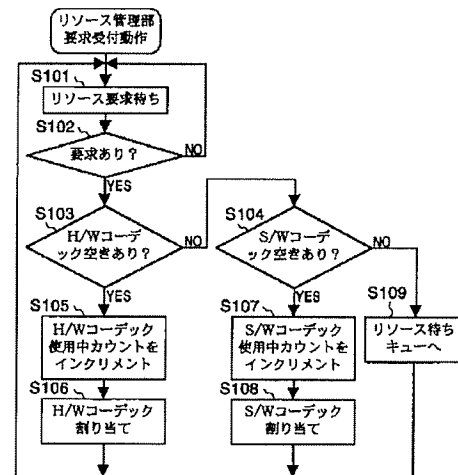 リソース管理部
要求受付動作
S101
リソース要求待ち
S102
要求あり？
NO
YES
S103
H/Wコーデック空きあり？
NO
YES
S104
S/Wコーデ
ック空きあり？
NO
YES
S105
H/Wコーデック
使用中カウントを
インクリメント
S107
S/Wコーデック
使用中カウントを
インクリメント
S109
リソース待ち
キューへ
S106
H/Wコーデック
割り当て
S108
S/Wコーデック
割り当て